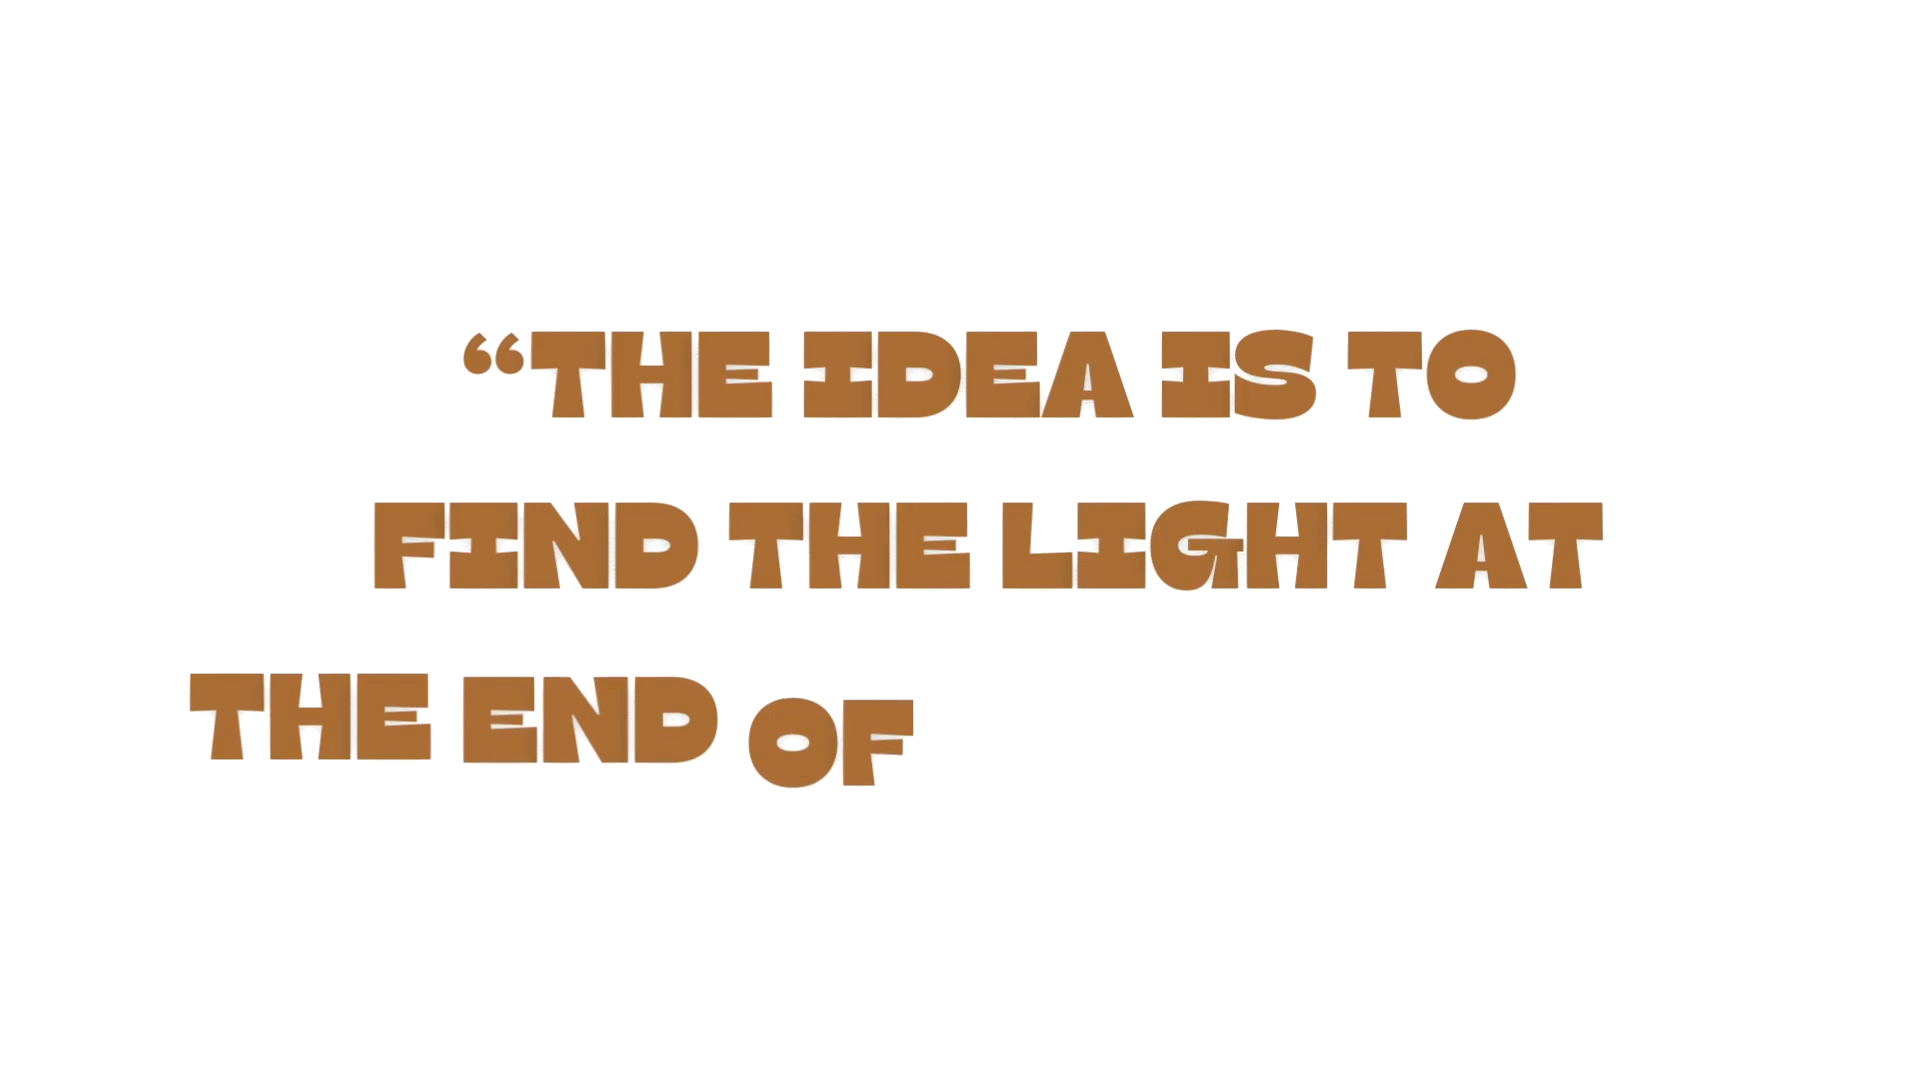 “THE IDEA IS TO
FIND THE LIGHT AT
THE END OF